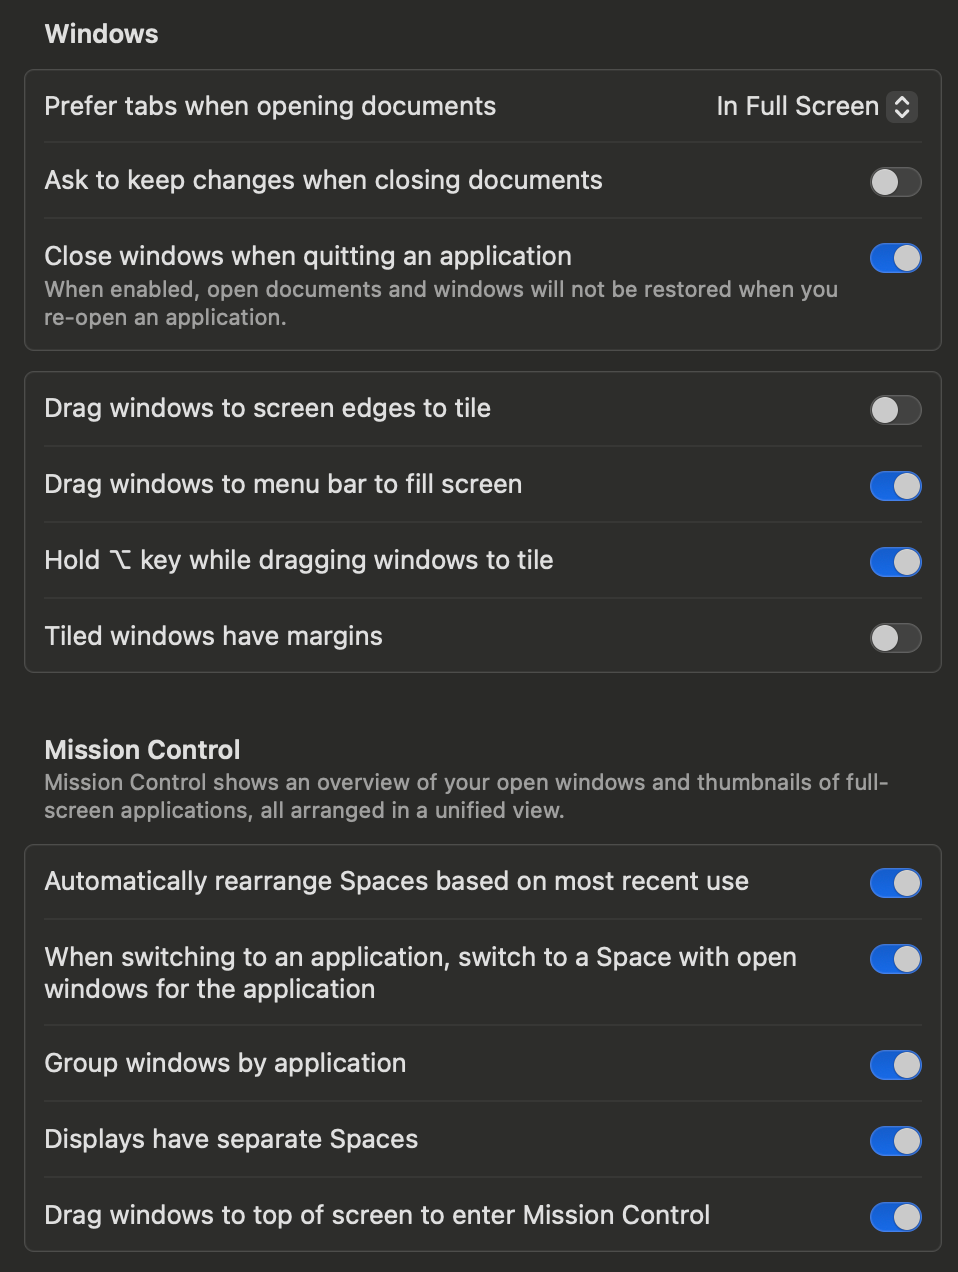 Windows
Prefer tabs when opening documents In Full Screen
Ask to keep changes when closing documents
Close windows when quitting an application
When enabled, open documents and windows will not be restored when you
re-open an application.
Drag windows to screen edges to tile
Drag windows to menu bar to fill screen
Hold ⌥ key while dragging windows to tile
Tiled windows have margins
Mission Control
Mission Control shows an overview of your open windows and thumbnails of full-
screen applications, all arranged in a unified view.
Automatically rearrange Spaces based on most recent use
When switching to an application, switch to a Space with open
windows for the application
Group windows by application
Displays have separate Spaces
Drag windows to top of screen to enter Mission Control